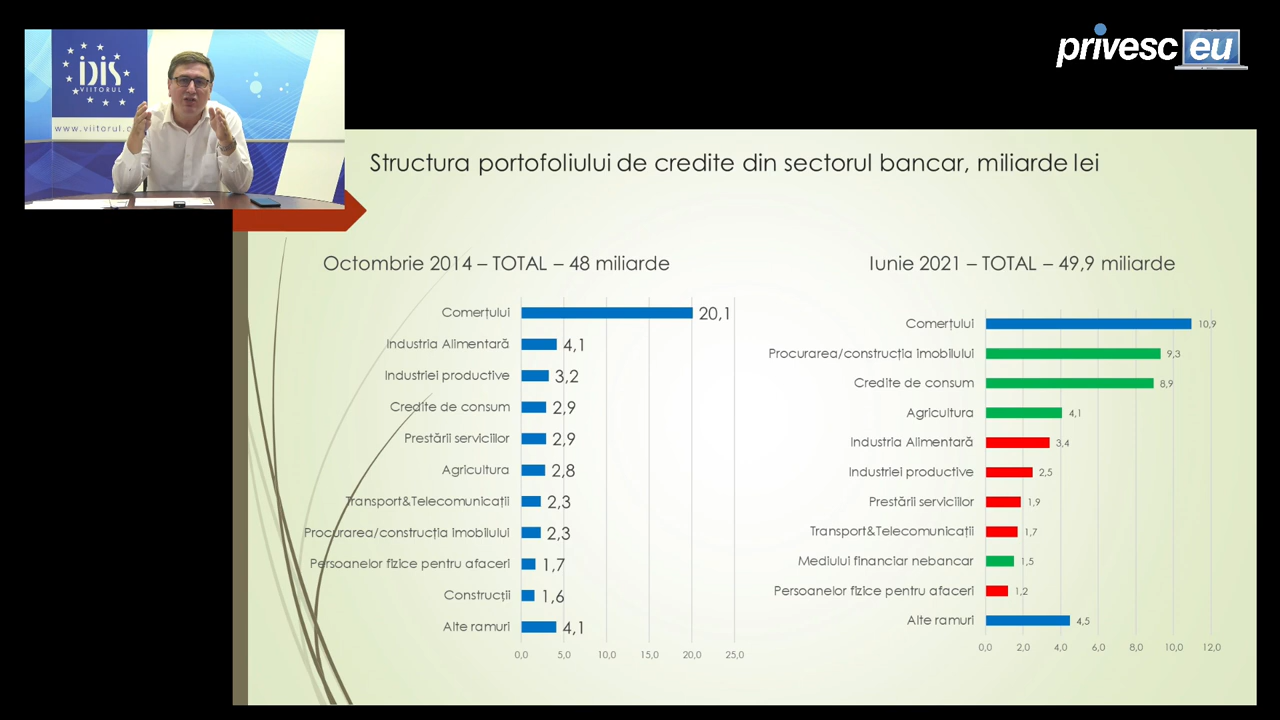 privesc eu
IDIS
VIITORUL
www.viitorul.
Structura portofoliului de credite din sectorul bancar, miliarde lei
Octombrie 2014 – TOTAL – 48 miliarde
Comerțului 20,1
Industria Alimentară 4,1
Industriei productive 3,2
Credite de consum 2,9
Prestării serviciilor 2,9
Agricultura 2,8
Transport&Telecomunicații 2,3
Procurarea/construcția imobilului 2,3
Persoanelor fizice pentru afaceri 1,7
Construcții 1,6
Alte ramuri 4,1
0,0 5,0 10,0 15,0 20,0 25,0
Iunie 2021 – TOTAL – 49,9 miliarde
Comerțului 10,9
Procurarea/construcția imobilului 9,3
Credite de consum 8,9
Agricultura 4,1
Industria Alimentară 3,4
Industriei productive 2,5
Prestării serviciilor 1,9
Transport&Telecomunicații 1,7
Mediului financiar nebancar 1,5
Persoanelor fizice pentru afaceri 1,2
Alte ramuri 4,5
0,0 2,0 4,0 6,0 8,0 10,0 12,0